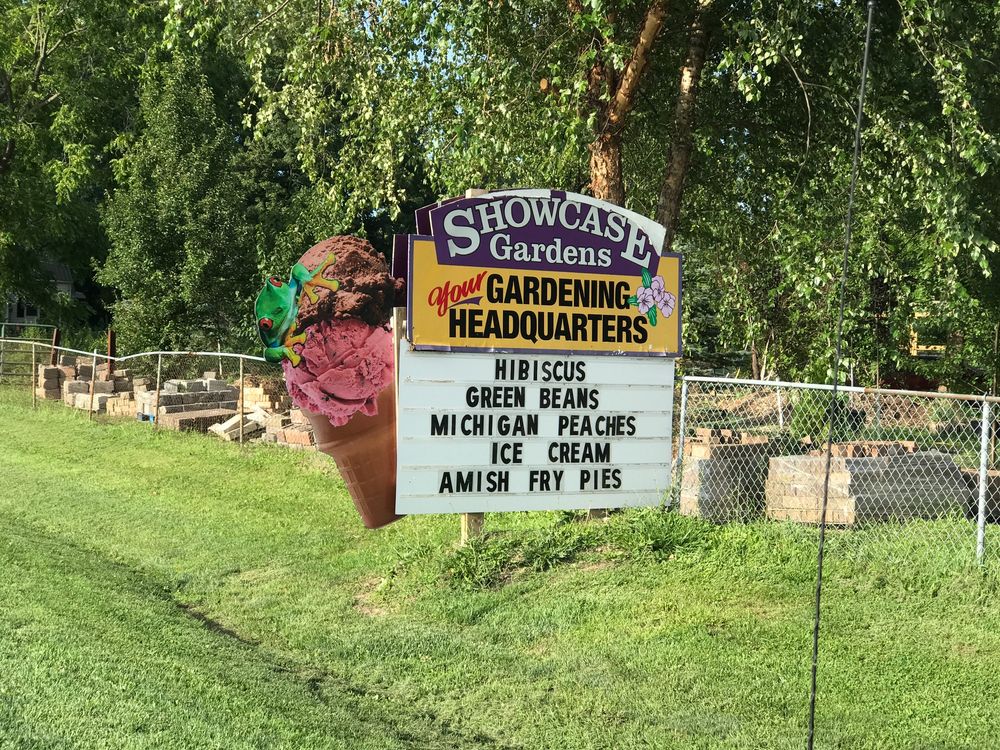 SHOWCASE
Gardens
Your GARDENING
HEADQUARTERS
HIBISCUS
GREEN BEANS
MICHIGAN PEACHES
ICE CREAM
AMISH FRY PIES